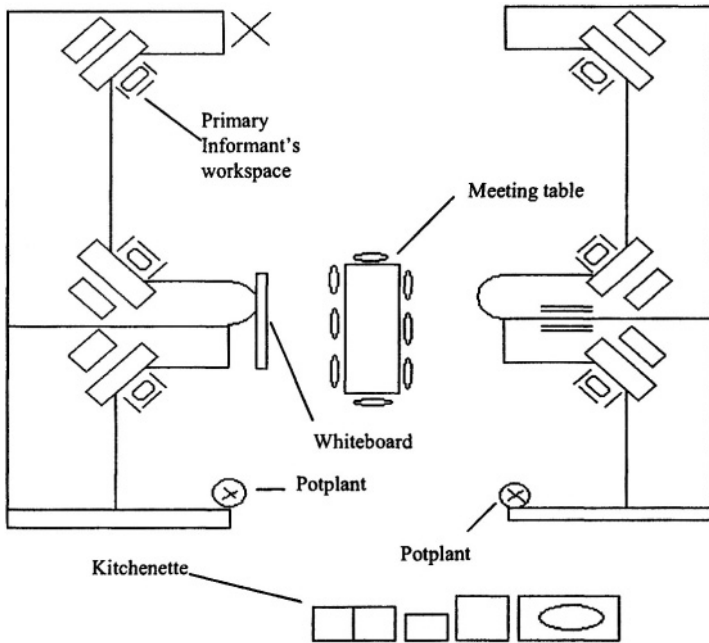 Primary
Informant's
workspace
Meeting table
Whiteboard
Potplant
Potplant
Kitchenette